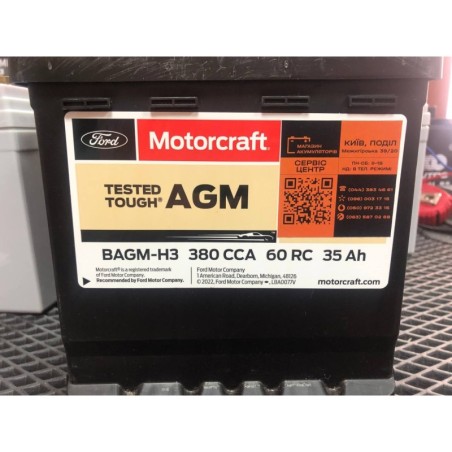 Ford
Motorcraft®
TESTED
TOUGH®
AGM
BAGM-H3 380 CCA 60 RC 35 Ah
Motorcraft® is a registered trademark
of Ford Motor Company.
Recommended by Ford Motor Company.
Ford Motor Company
1 American Road, Dearborn, Michigan, 48126
© 2022, Ford Motor Company
LBA0077V
motorcraft.com
МАГАЗИН
АКУМУЛЯТОРІВ
СЕРВІС
ЦЕНТР
КИЇВ, ПОДІЛ